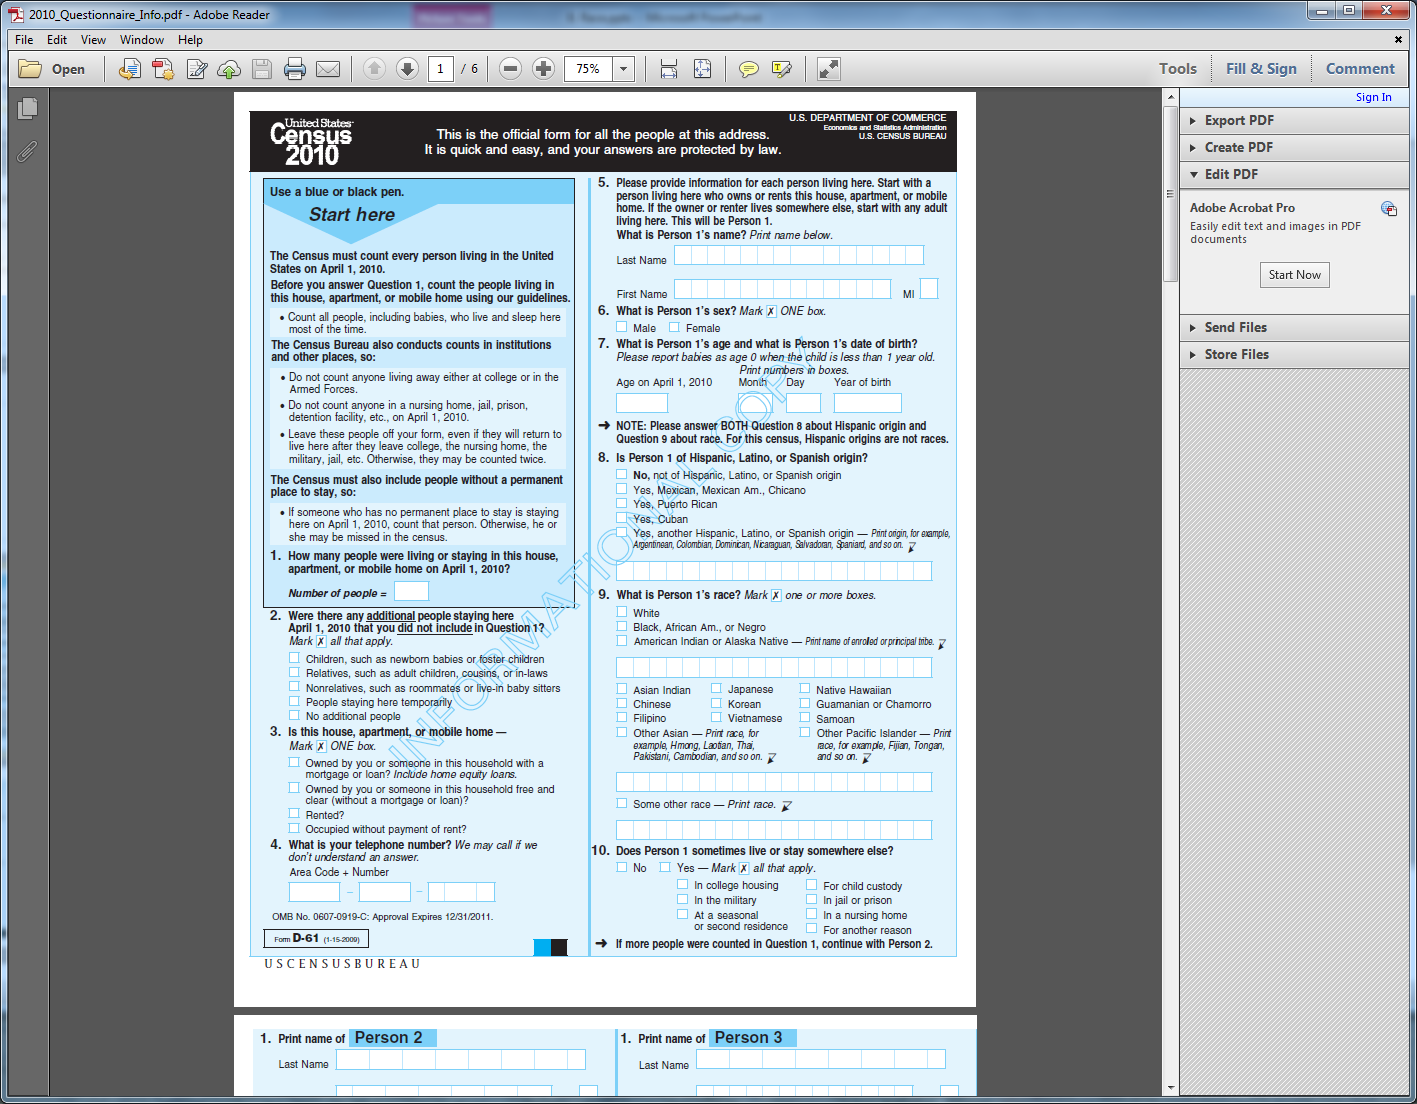 2010_Questionnaire_Info.pdf - Adobe Reader
File Edit View Window Help
Open 1 / 6 75% Tools Fill & Sign Comment
Sign In
Export PDF
Create PDF
Edit PDF
Adobe Acrobat Pro
Easily edit text and images in PDF
documents
Start Now
Send Files
Store Files
United States
Census
2010
This is the official form for all the people at this address.
It is quick and easy, and your answers are protected by law.
U.S. DEPARTMENT OF COMMERCE
Economics and Statistics Administration
U.S. CENSUS BUREAU
Use a blue or black pen.
Start here
The Census must count every person living in the United
States on April 1, 2010.
Before you answer Question 1, count the people living in
this house, apartment, or mobile home using our guidelines.
• Count all people, including babies, who live and sleep here
most of the time.
The Census Bureau also conducts counts in institutions
and other places, so:
• Do not count anyone living away either at college or in the
Armed Forces.
• Do not count anyone in a nursing home, jail, prison,
detention facility, etc., on April 1, 2010.
• Leave these people off your form, even if they will return to
live here after they leave college, the nursing home, the
military, jail, etc. Otherwise, they may be counted twice.
The Census must also include people without a permanent
place to stay, so:
• If someone who has no permanent place to stay is staying
here on April 1, 2010, count that person. Otherwise, he or
she may be missed in the census.
1. How many people were living or staying in this house,
apartment, or mobile home on April 1, 2010?
Number of people =
2. Were there any additional people staying here
April 1, 2010 that you did not include in Question 1?
Mark X all that apply.
Children, such as newborn babies or foster children
Relatives, such as adult children, cousins, or in-laws
Nonrelatives, such as roommates or live-in baby sitters
People staying here temporarily
No additional people
3. Is this house, apartment, or mobile home —
Mark X ONE box.
Owned by you or someone in this household with a
mortgage or loan? Include home equity loans.
Owned by you or someone in this household free and
clear (without a mortgage or loan)?
Rented?
Occupied without payment of rent?
4. What is your telephone number? We may call if we
don't understand an answer.
Area Code + Number
– –
OMB No. 0607-0919-C: Approval Expires 12/31/2011.
Form D-61 (1-15-2009)
USCENSUSBUREAU
5. Please provide information for each person living here. Start with a
person living here who owns or rents this house, apartment, or mobile
home. If the owner or renter lives somewhere else, start with any adult
living here. This will be Person 1.
What is Person 1's name? Print name below.
Last Name
First Name MI
6. What is Person 1's sex? Mark X ONE box.
Male Female
7. What is Person 1's age and what is Person 1's date of birth?
Please report babies as age 0 when the child is less than 1 year old.
Print numbers in boxes.
Age on April 1, 2010 Month Day Year of birth
➔ NOTE: Please answer BOTH Question 8 about Hispanic origin and
Question 9 about race. For this census, Hispanic origins are not races.
8. Is Person 1 of Hispanic, Latino, or Spanish origin?
No, not of Hispanic, Latino, or Spanish origin
Yes, Mexican, Mexican Am., Chicano
Yes, Puerto Rican
Yes, Cuban
Yes, another Hispanic, Latino, or Spanish origin — Print origin, for example,
Argentinean, Colombian, Dominican, Nicaraguan, Salvadoran, Spaniard, and so on.
9. What is Person 1's race? Mark X one or more boxes.
White
Black, African Am., or Negro
American Indian or Alaska Native — Print name of enrolled or principal tribe.
Asian Indian Japanese Native Hawaiian
Chinese Korean Guamanian or Chamorro
Filipino Vietnamese Samoan
Other Asian — Print race, for
example, Hmong, Laotian, Thai,
Pakistani, Cambodian, and so on.
Other Pacific Islander — Print
race, for example, Fijian, Tongan,
and so on.
Some other race — Print race.
10. Does Person 1 sometimes live or stay somewhere else?
No Yes — Mark X all that apply.
In college housing For child custody
In the military In jail or prison
At a seasonal
or second residence
In a nursing home
For another reason
➔ If more people were counted in Question 1, continue with Person 2.
INFORMATIONAL COPY
1. Print name of Person 2
Last Name
1. Print name of Person 3
Last Name